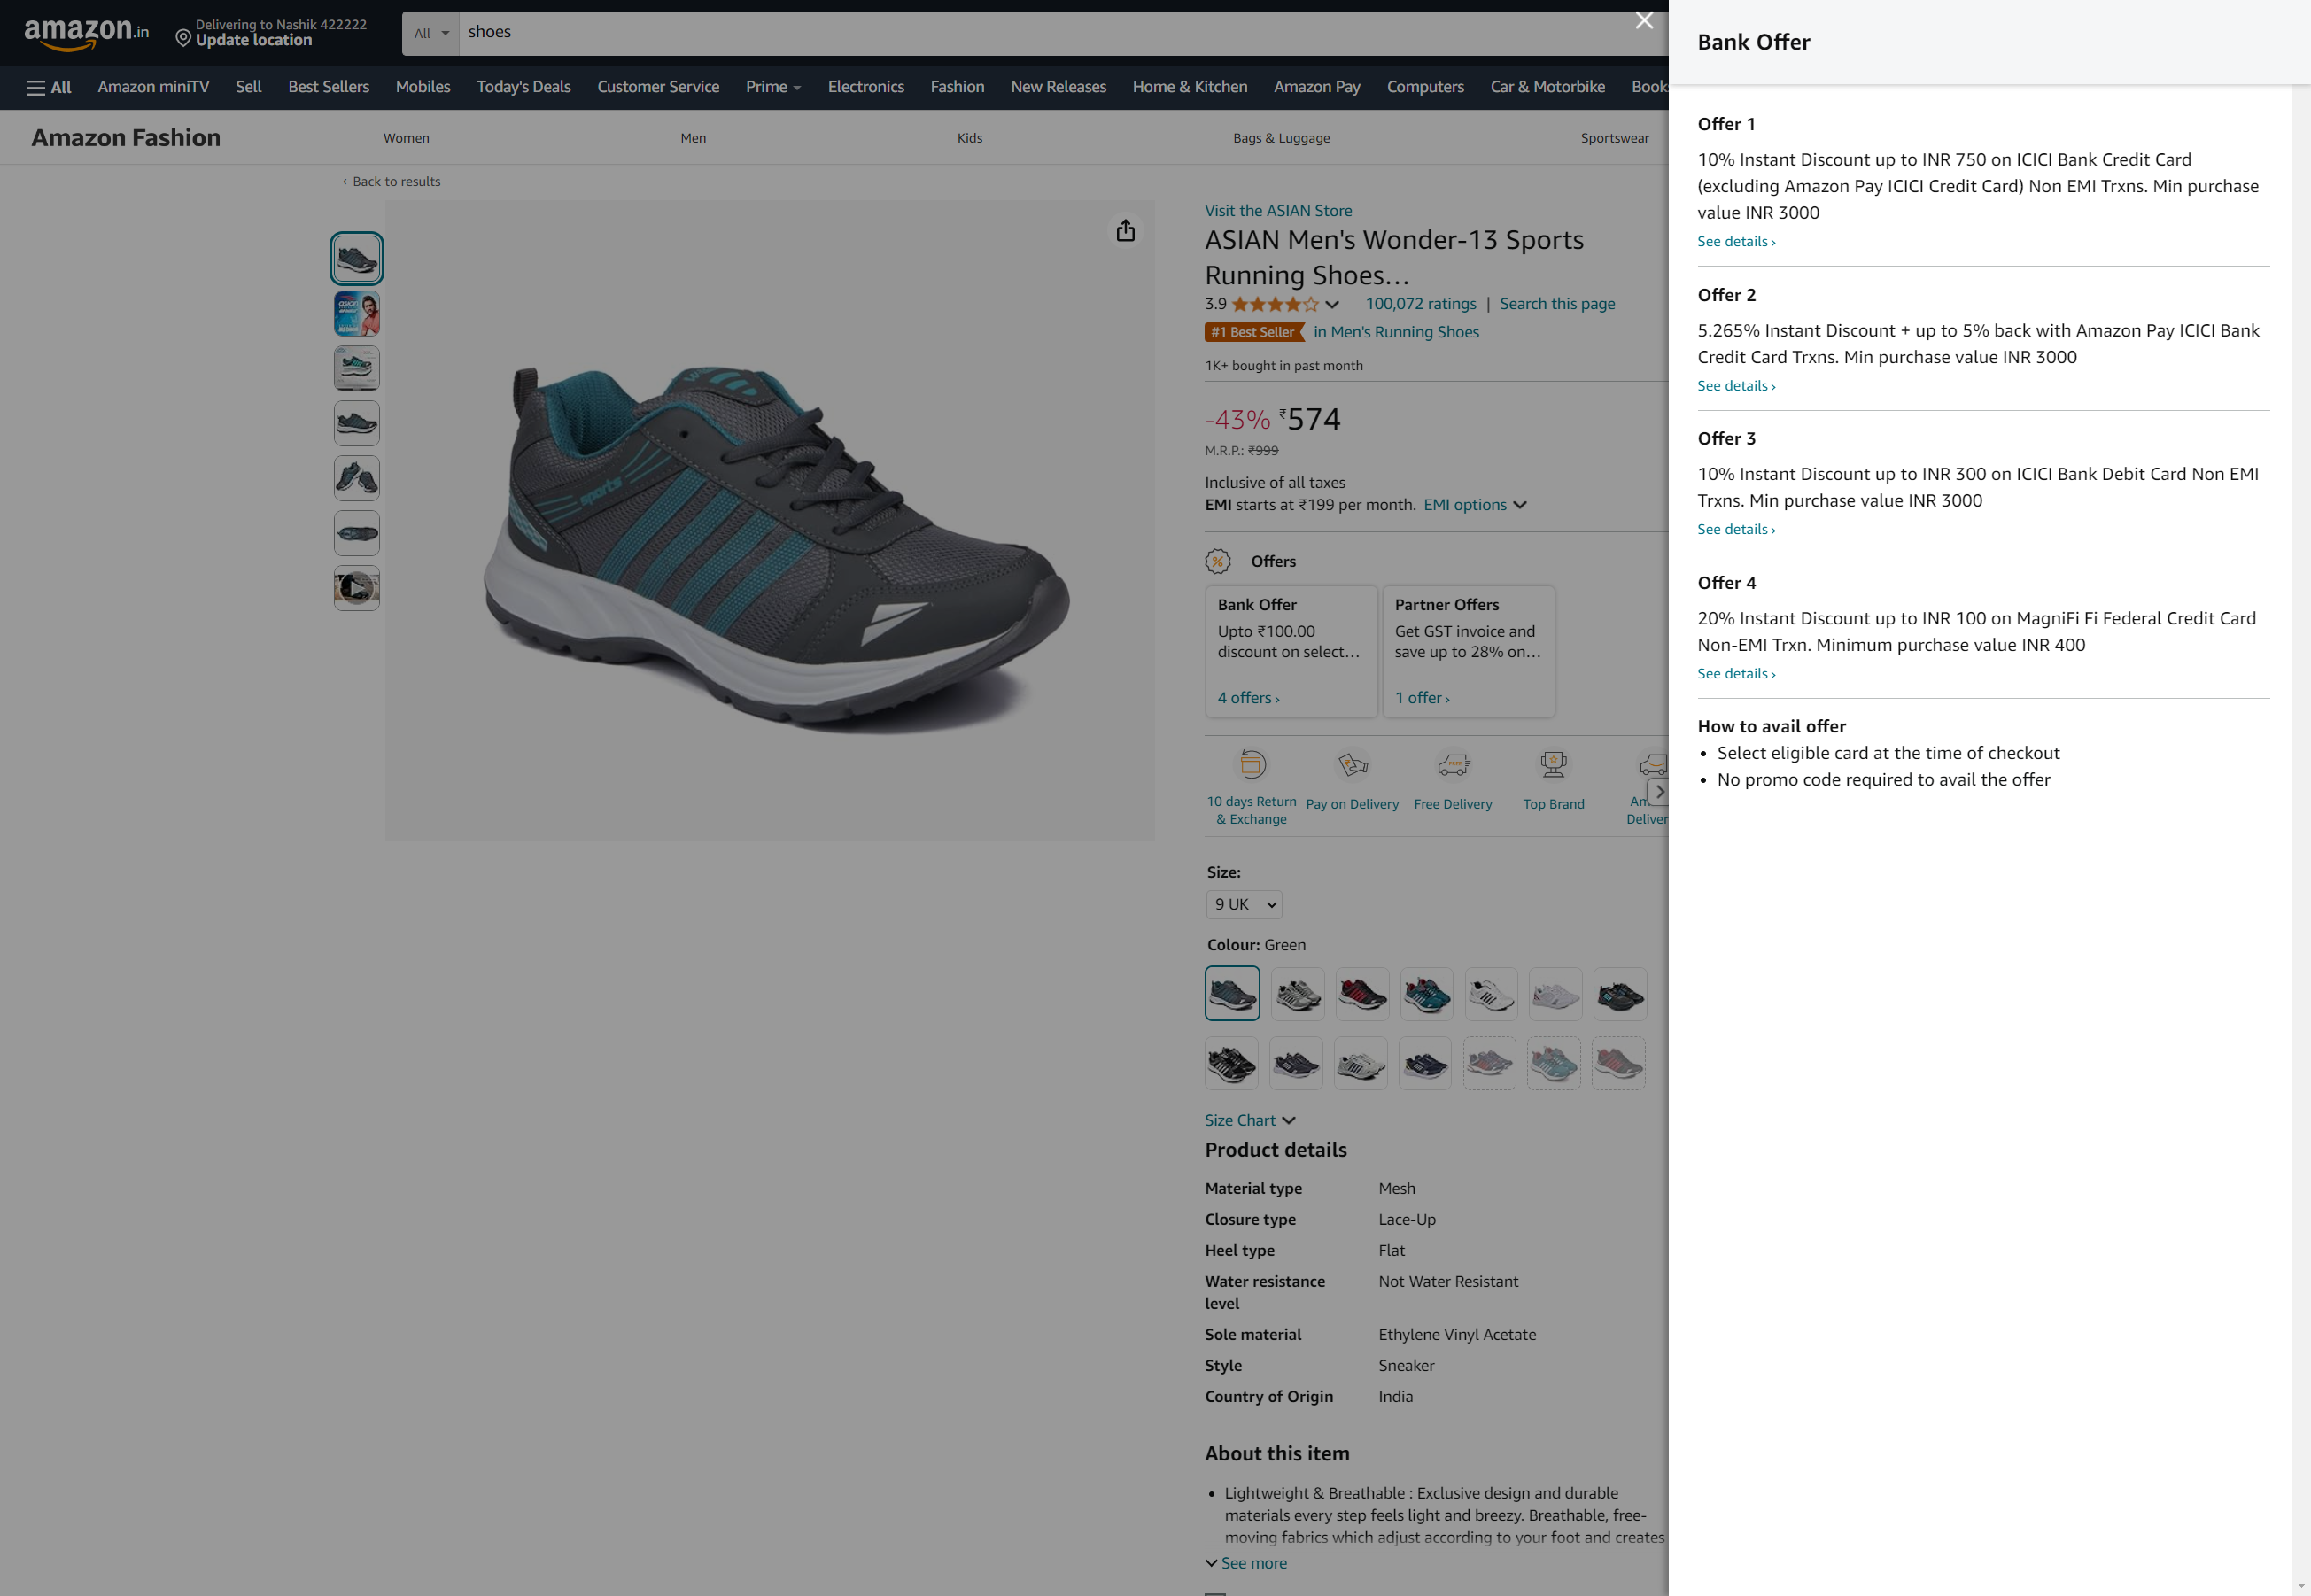 amazon.in
Delivering to Nashik 422222
Update location
All
shoes
All
Amazon miniTV
Sell
Best Sellers
Mobiles
Today's Deals
Customer Service
Prime
Electronics
Fashion
New Releases
Home & Kitchen
Amazon Pay
Computers
Car & Motorbike
Book
Amazon Fashion
Women
Men
Kids
Bags & Luggage
Sportswear
‹ Back to results
Visit the ASIAN Store
ASIAN Men's Wonder-13 Sports
Running Shoes...
3.9
100,072 ratings | Search this page
#1 Best Seller in Men's Running Shoes
1K+ bought in past month
-43% ₹574
M.R.P.: ₹999
Inclusive of all taxes
EMI starts at ₹199 per month. EMI options
sports
Offers
Bank Offer
Upto ₹100.00
discount on select…
4 offers ›
Partner Offers
Get GST invoice and
save up to 28% on…
1 offer ›
10 days Return
& Exchange
Pay on Delivery
FREE
Free Delivery
Top Brand
Am
Deliver
Size:
9 UK
Colour: Green
Size Chart
Product details
Material type Mesh
Closure type Lace-Up
Heel type Flat
Water resistance
level
Not Water Resistant
Sole material Ethylene Vinyl Acetate
Style Sneaker
Country of Origin India
About this item
• Lightweight & Breathable : Exclusive design and durable
materials every step feels light and breezy. Breathable, free-
moving fabrics which adjust according to your foot and creates
See more
Bank Offer
Offer 1
10% Instant Discount up to INR 750 on ICICI Bank Credit Card
(excluding Amazon Pay ICICI Credit Card) Non EMI Trxns. Min purchase
value INR 3000
See details ›
Offer 2
5.265% Instant Discount + up to 5% back with Amazon Pay ICICI Bank
Credit Card Trxns. Min purchase value INR 3000
See details ›
Offer 3
10% Instant Discount up to INR 300 on ICICI Bank Debit Card Non EMI
Trxns. Min purchase value INR 3000
See details ›
Offer 4
20% Instant Discount up to INR 100 on MagniFi Fi Federal Credit Card
Non-EMI Trxn. Minimum purchase value INR 400
See details ›
How to avail offer
• Select eligible card at the time of checkout
• No promo code required to avail the offer